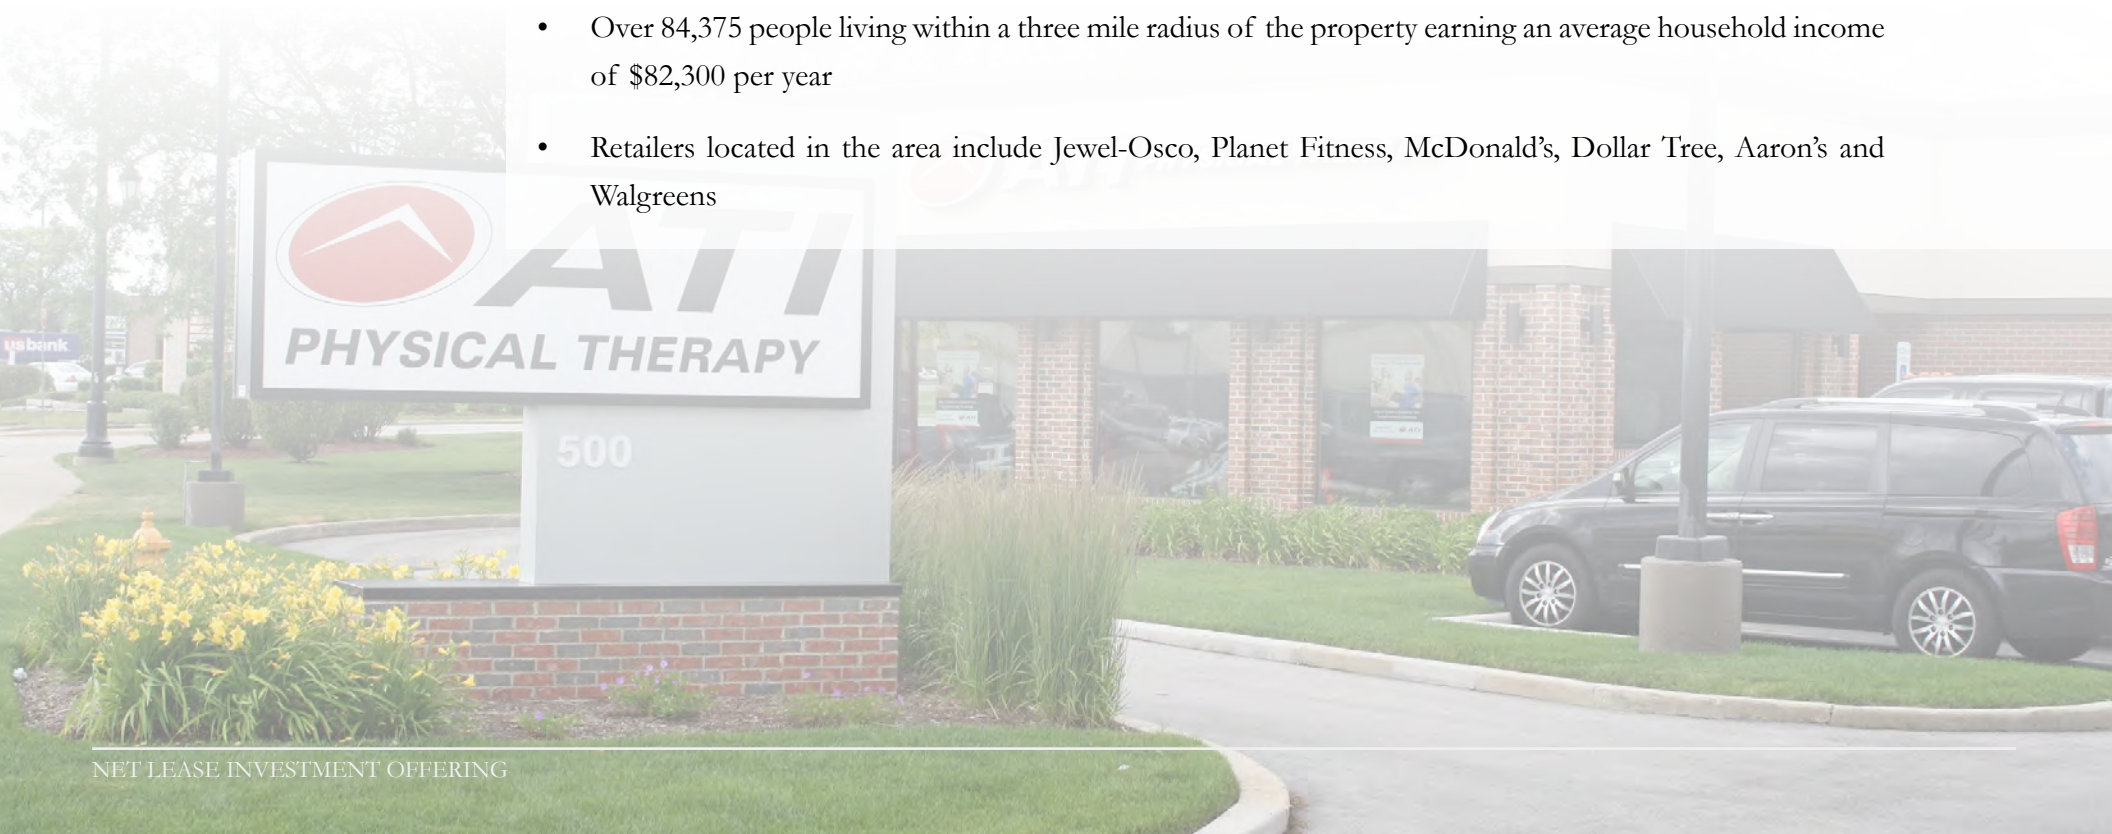 • Over 84,375 people living within a three mile radius of the property earning an average household income
of $82,300 per year
• Retailers located in the area include Jewel-Osco, Planet Fitness, McDonald's, Dollar Tree, Aaron's and
Walgreens
ATI
ATI
PHYSICAL THERAPY
usbank
500
NET LEASE INVESTMENT OFFERING